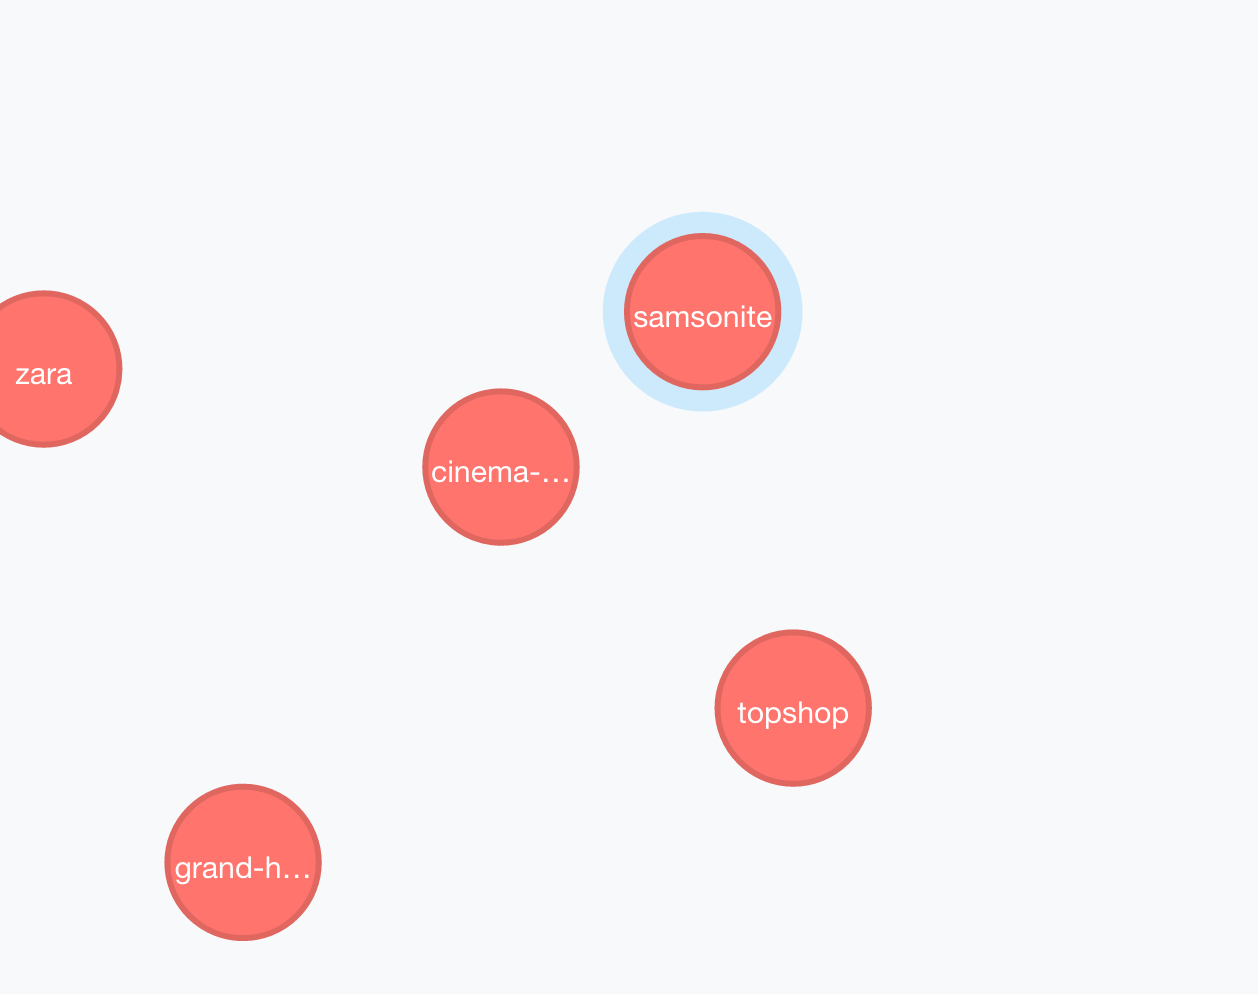 samsonite
zara
cinema-…
topshop
grand-h…